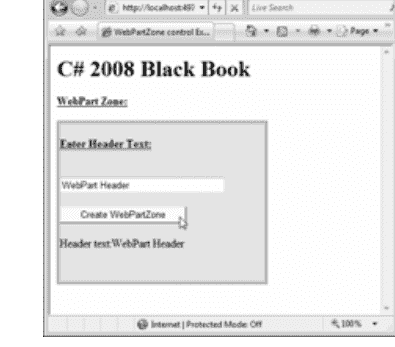 http://localhost:49
Live Search
WebPartZone control Ex...
Page
C# 2008 Black Book
WebPart Zone:
Enter Header Text:
WebPart Header
Create WebPartZone
Header text:WebPart Header
Internet | Protected Mode: Off
100%